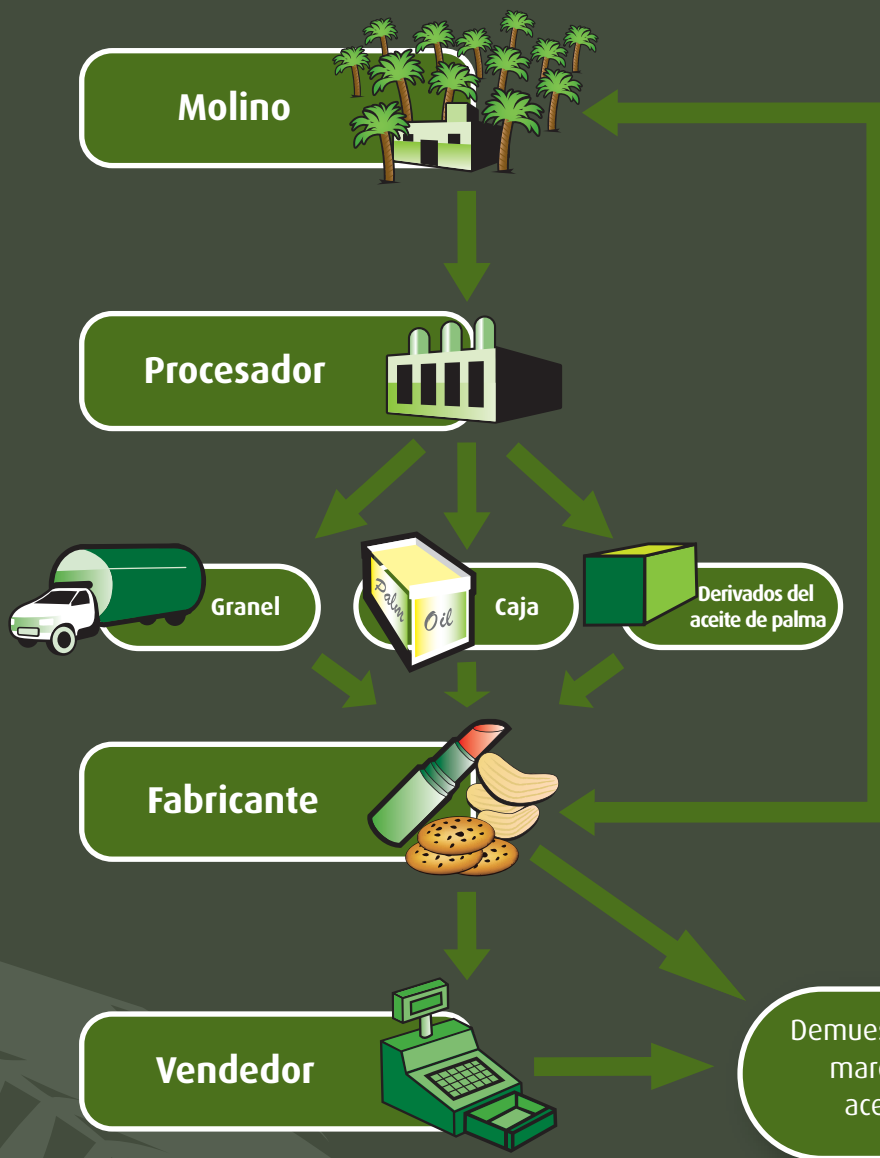 Molino
Procesador
Granel
Palm Oil
Caja
Derivados del
aceite de palma
Fabricante
Vendedor